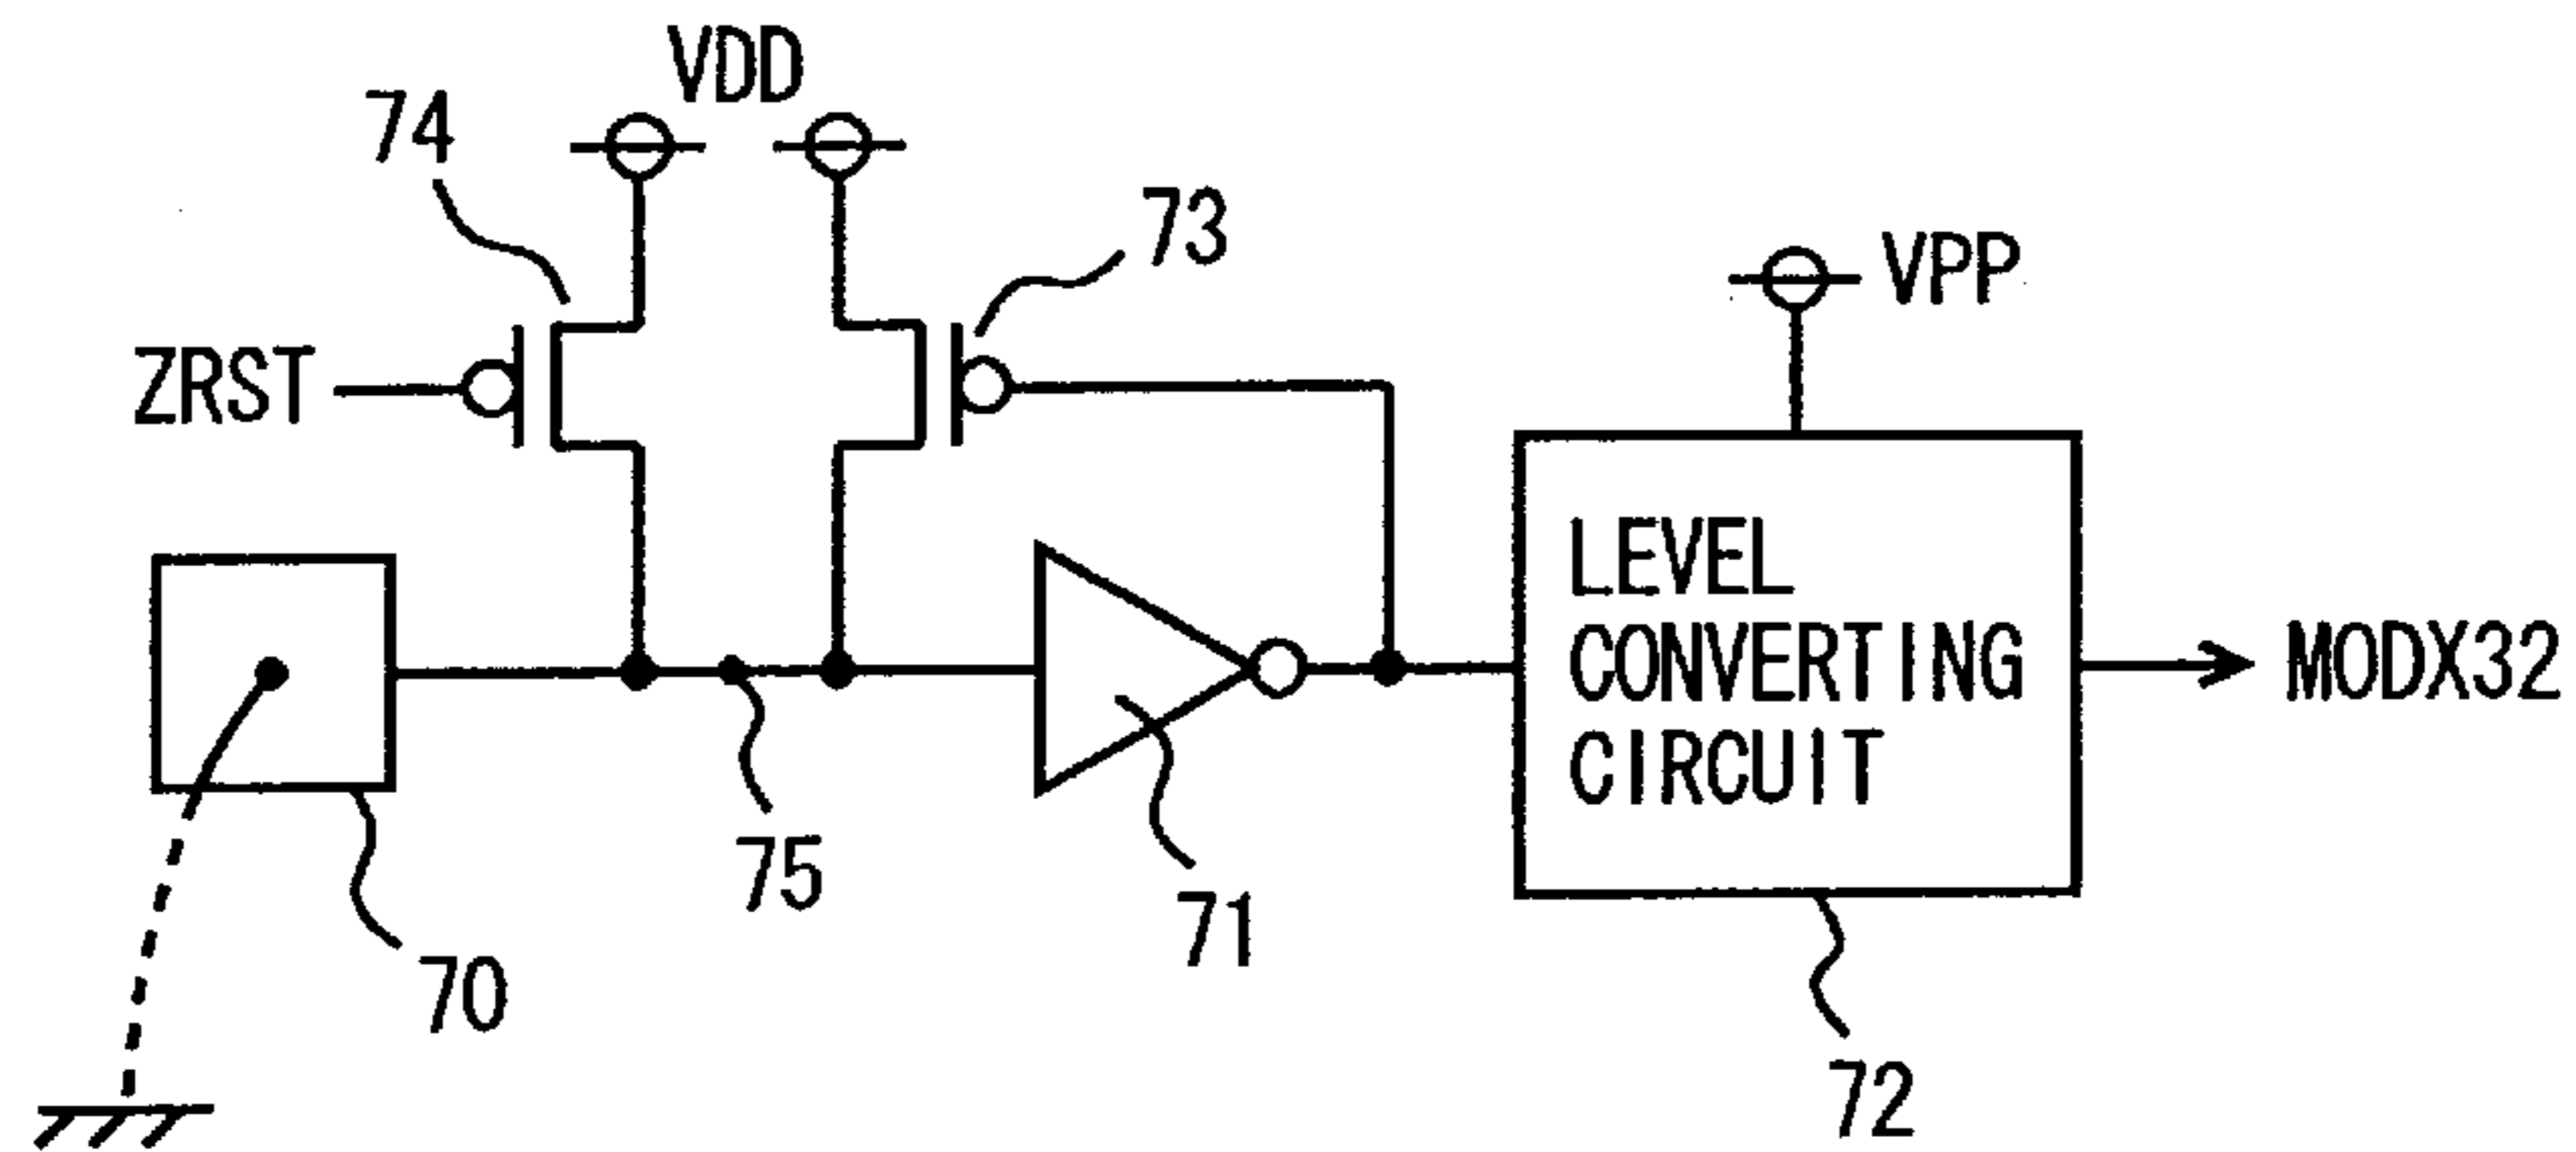 VDD
74
73
VPP
ZRST
LEVEL
CONVERTING
CIRCUIT
MODX32
75
71
70
72